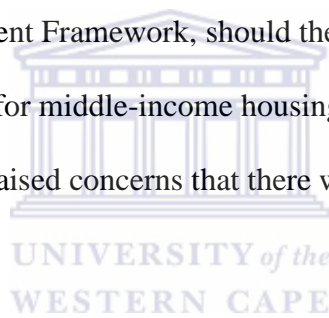 ent Framework, should the
for middle-income housing
aised concerns that there w
UNIVERSITY of the
WESTERN CAPE